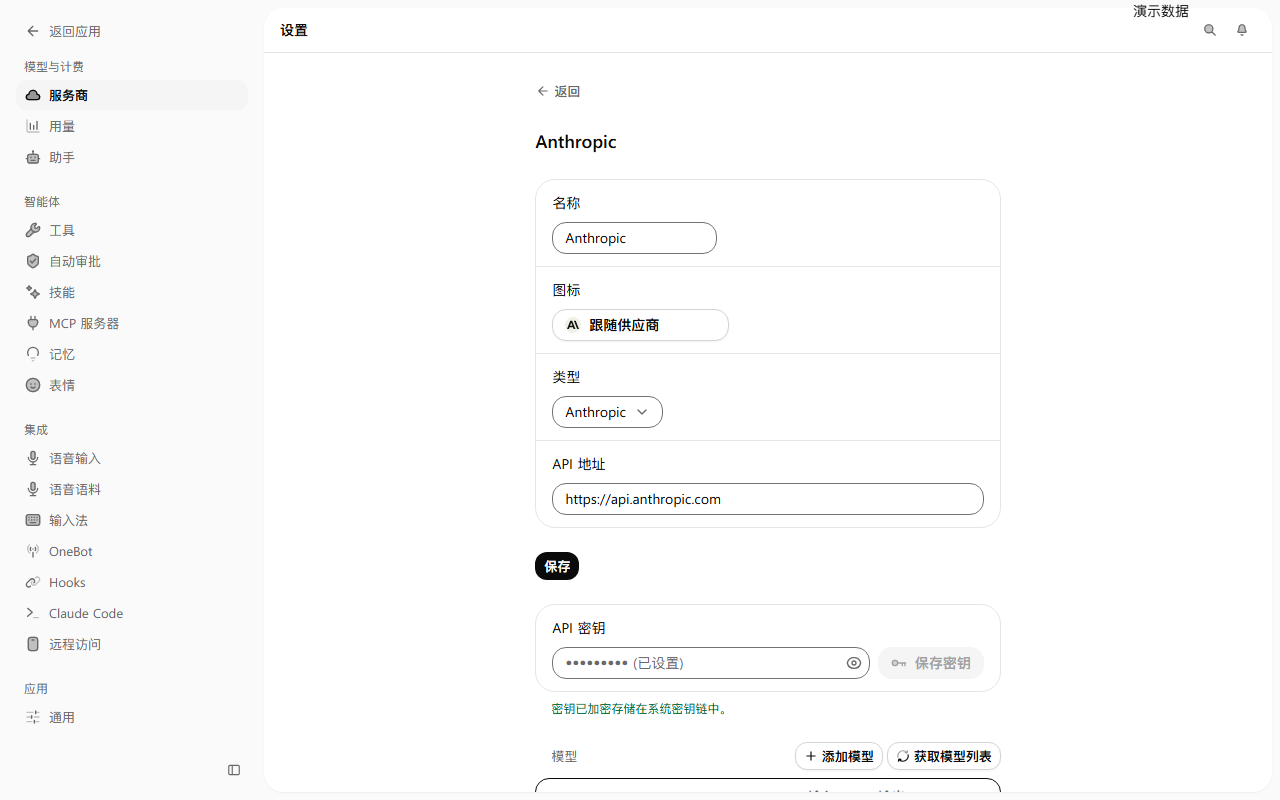 演示数据
返回应用
设置
模型与计费
服务商
用量
助手
智能体
工具
自动审批
技能
MCP 服务器
记忆
表情
集成
语音输入
语音语料
输入法
OneBot
Hooks
Claude Code
远程访问
应用
通用
返回
Anthropic
名称
Anthropic
图标
跟随供应商
类型
Anthropic
API 地址
https://api.anthropic.com
保存
API 密钥
••••••••• (已设置)
保存密钥
密钥已加密存储在系统密钥链中。
模型
添加模型
获取模型列表